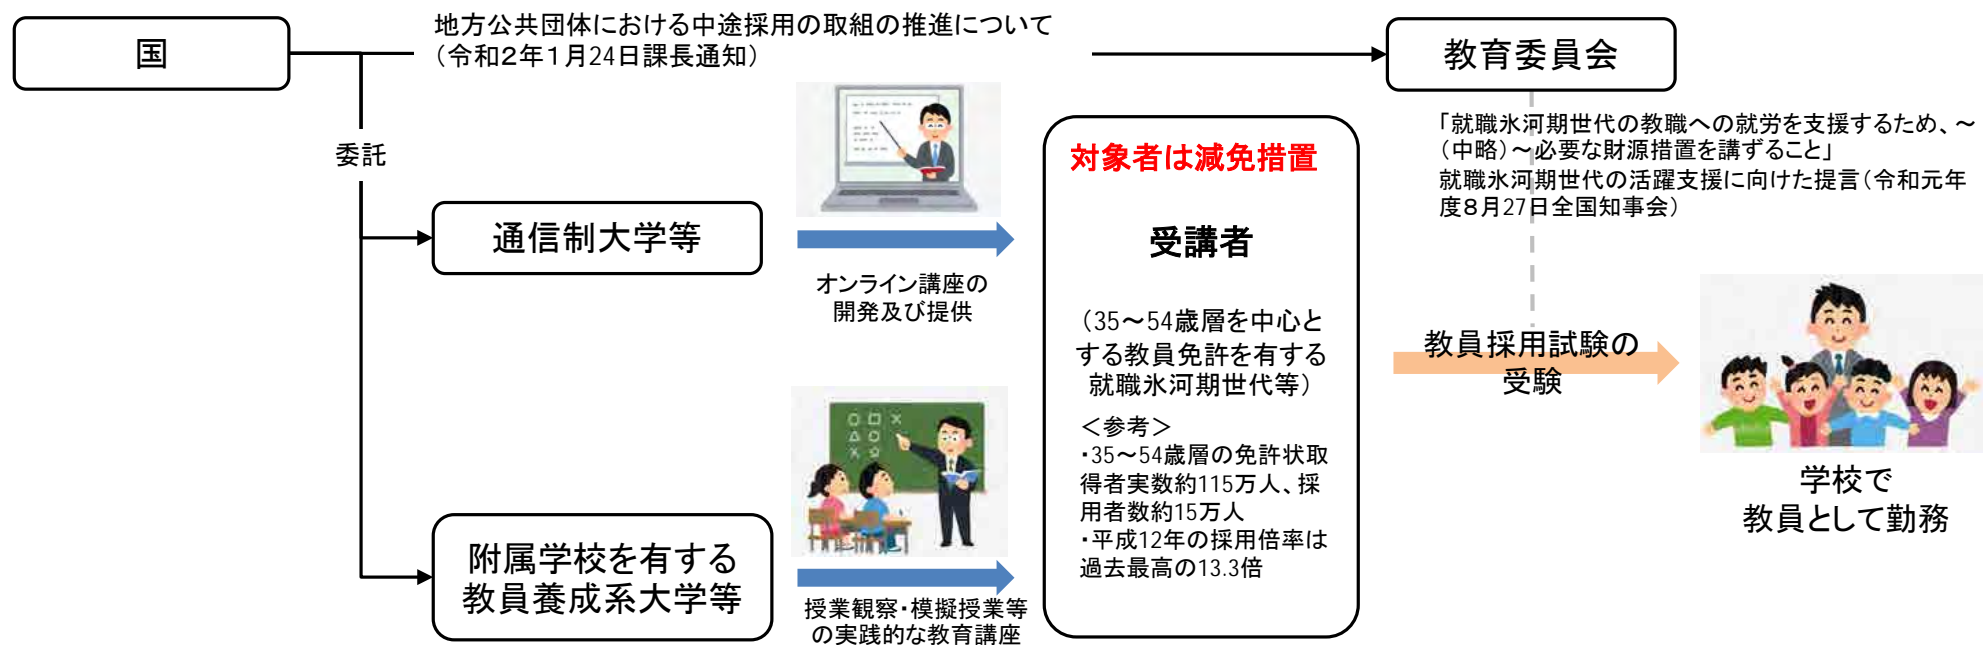 国
地方公共団体における中途採用の取組の推進について
（令和２年１月24日課長通知）
教育委員会
委託
「就職氷河期世代の教職への就労を支援するため、～
（中略）～必要な財源措置を講ずること」
就職氷河期世代の活躍支援に向けた提言（令和元年
度８月27日全国知事会）
通信制大学等
オンライン講座の
開発及び提供
対象者は減免措置
受講者
（35～54歳層を中心と
する教員免許を有する
就職氷河期世代等）
＜参考＞
・35～54歳層の免許状取
得者実数約115万人、採
用者数約15万人
・平成12年の採用倍率は
過去最高の13.3倍
教員採用試験の
受験
学校で
教員として勤務
附属学校を有する
教員養成系大学等
授業観察・模擬授業等
の実践的な教育講座